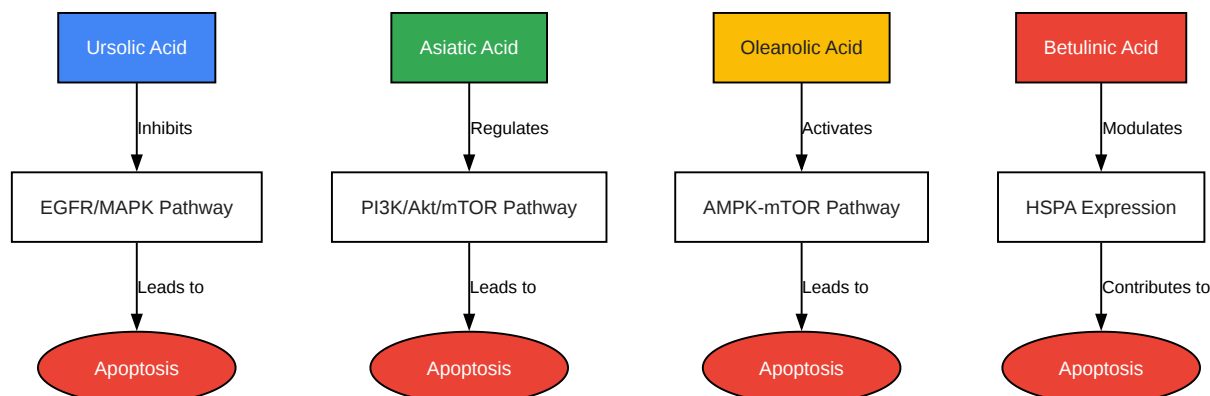 Ursolic Acid
Asiatic Acid
Oleanolic Acid
Betulinic Acid
Inhibits
Regulates
Activates
Modulates
EGFR/MAPK Pathway
PI3K/Akt/mTOR Pathway
AMPK-mTOR Pathway
HSPA Expression
Leads to
Leads to
Leads to
Contributes to
Apoptosis
Apoptosis
Apoptosis
Apoptosis